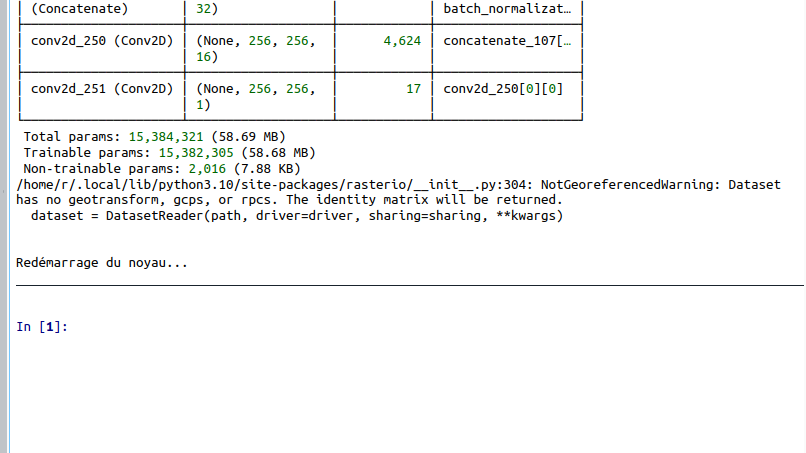 (Concatenate) 32) batch_normalizat…
conv2d_250 (Conv2D) (None, 256, 256, 4,624 concatenate_107[…
16)
conv2d_251 (Conv2D) (None, 256, 256, 17 conv2d_250[0][0]
1)
Total params: 15,384,321 (58.69 MB)
Trainable params: 15,382,305 (58.68 MB)
Non-trainable params: 2,016 (7.88 KB)
/home/r/.local/lib/python3.10/site-packages/rasterio/__init__.py:304: NotGeoreferencedWarning: Dataset
has no geotransform, gcps, or rpcs. The identity matrix will be returned.
dataset = DatasetReader(path, driver=driver, sharing=sharing, **kwargs)
Redémarrage du noyau...
In [1]: